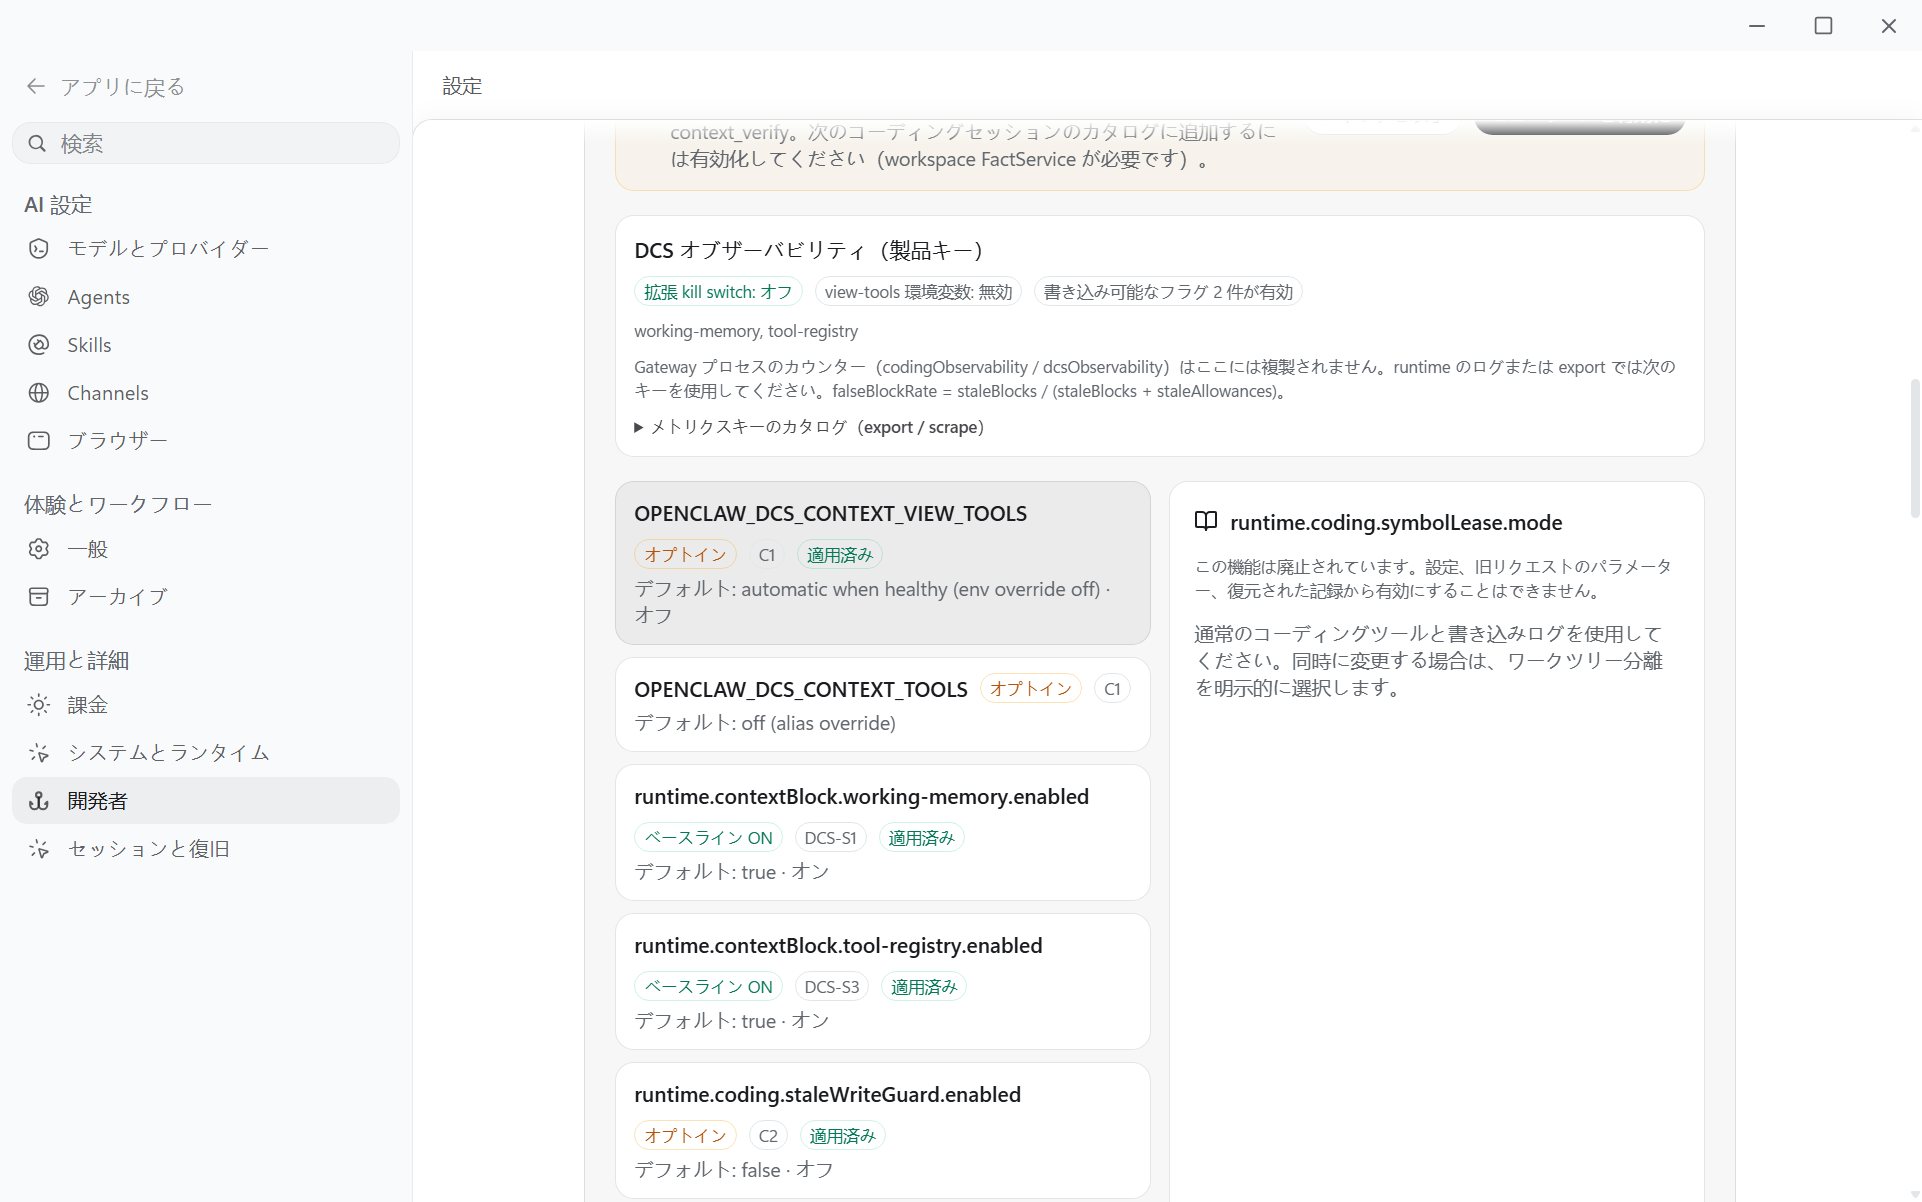 アプリに戻る
検索
AI 設定
モデルとプロバイダー
Agents
Skills
Channels
ブラウザー
体験とワークフロー
一般
アーカイブ
運用と詳細
課金
システムとランタイム
開発者
セッションと復旧
設定
context_verify。次のコーディングセッションのカタログに追加するに
は有効化してください（workspace FactService が必要です）。
DCS オブザーバビリティ（製品キー）
拡張 kill switch: オフ
view-tools 環境変数: 無効
書き込み可能なフラグ 2 件が有効
working-memory, tool-registry
Gateway プロセスのカウンター（codingObservability / dcsObservability）はここには複製されません。runtime のログまたは export では次の
キーを使用してください。falseBlockRate = staleBlocks / (staleBlocks + staleAllowances)。
メトリクスキーのカタログ（export / scrape）
OPENCLAW_DCS_CONTEXT_VIEW_TOOLS
オプトイン C1 適用済み
デフォルト: automatic when healthy (env override off) ·
オフ
OPENCLAW_DCS_CONTEXT_TOOLS オプトイン C1
デフォルト: off (alias override)
runtime.contextBlock.working-memory.enabled
ベースライン ON DCS-S1 適用済み
デフォルト: true · オン
runtime.contextBlock.tool-registry.enabled
ベースライン ON DCS-S3 適用済み
デフォルト: true · オン
runtime.coding.staleWriteGuard.enabled
オプトイン C2 適用済み
デフォルト: false · オフ
runtime.coding.symbolLease.mode
この機能は廃止されています。設定、旧リクエストのパラメータ
ー、復元された記録から有効にすることはできません。
通常のコーディングツールと書き込みログを使用して
ください。同時に変更する場合は、ワークツリー分離
を明示的に選択します。